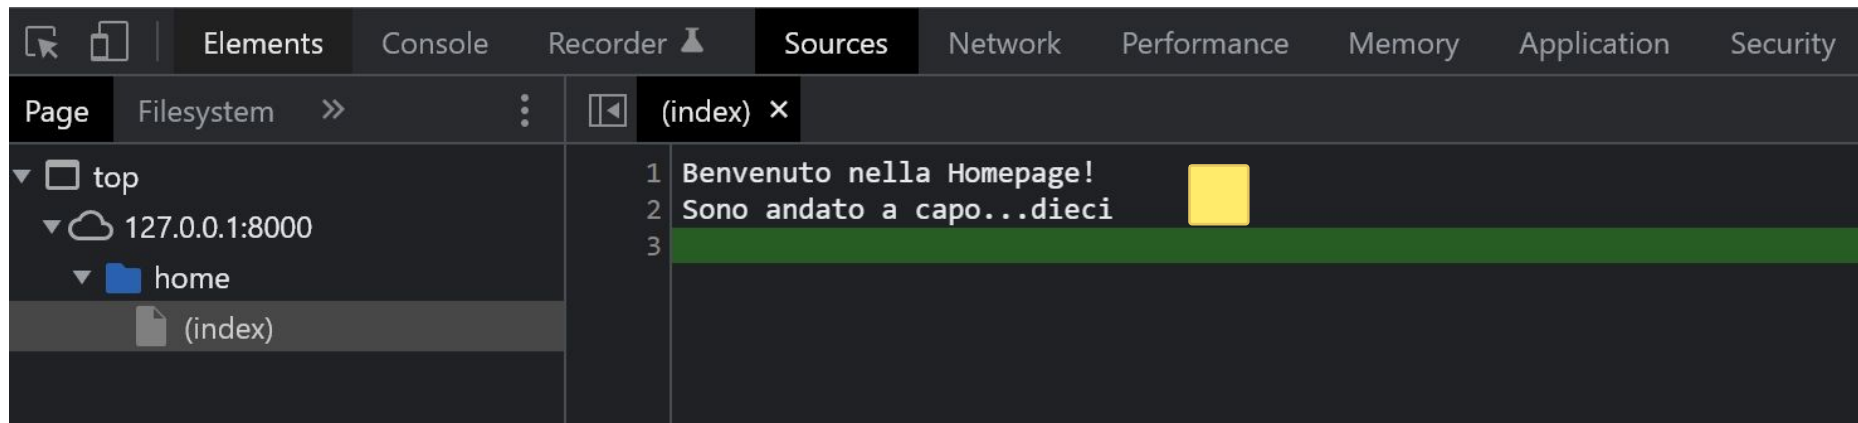 Elements Console Recorder Sources Network Performance Memory Application Security
Page Filesystem » (index) ×
top
127.0.0.1:8000
home
(index)
1 Benvenuto nella Homepage!
2 Sono andato a capo...dieci
3